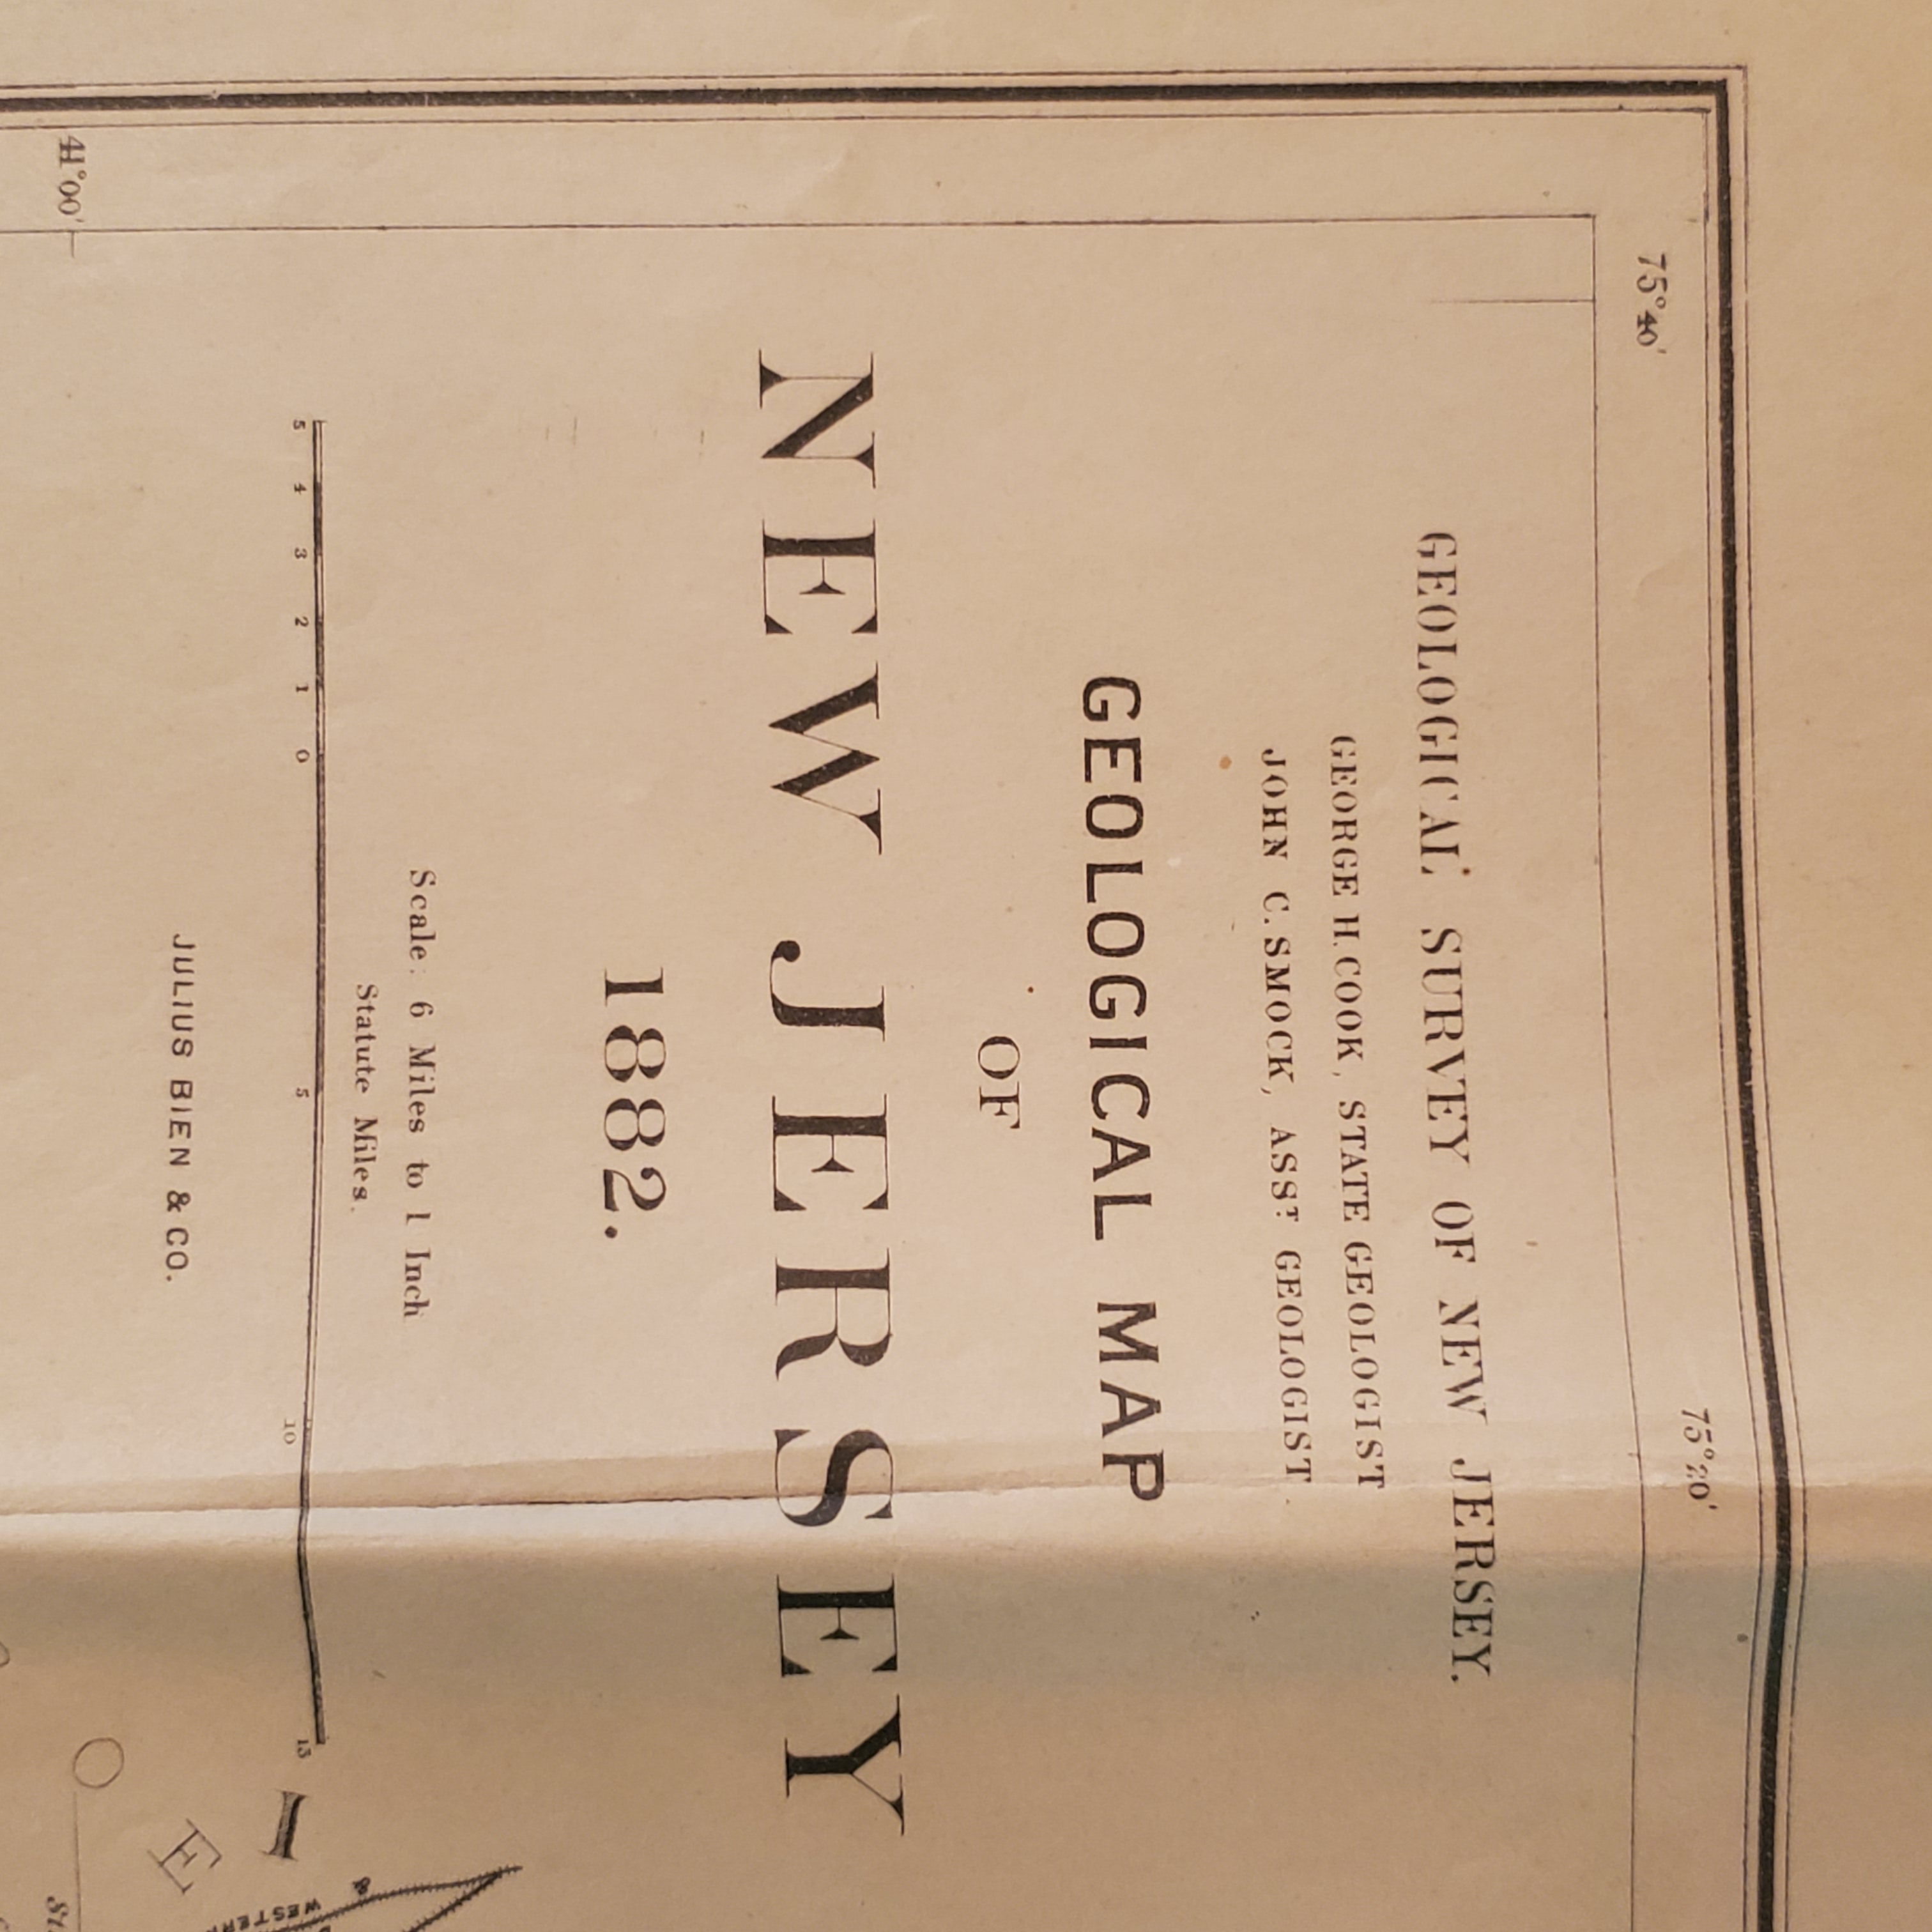 75°40' 75°20'
GEOLOGICAL SURVEY OF NEW JERSEY.
GEORGE H. COOK, STATE GEOLOGIST
JOHN C. SMOCK, ASST GEOLOGIST
GEOLOGICAL MAP
OF
NEW JERSEY
1882.
Scale: 6 Miles to 1 Inch
Statute Miles.
5 4 3 2 1 0 5 10 13
JULIUS BIEN & CO.
41°00'
I
E
WESTERN
&